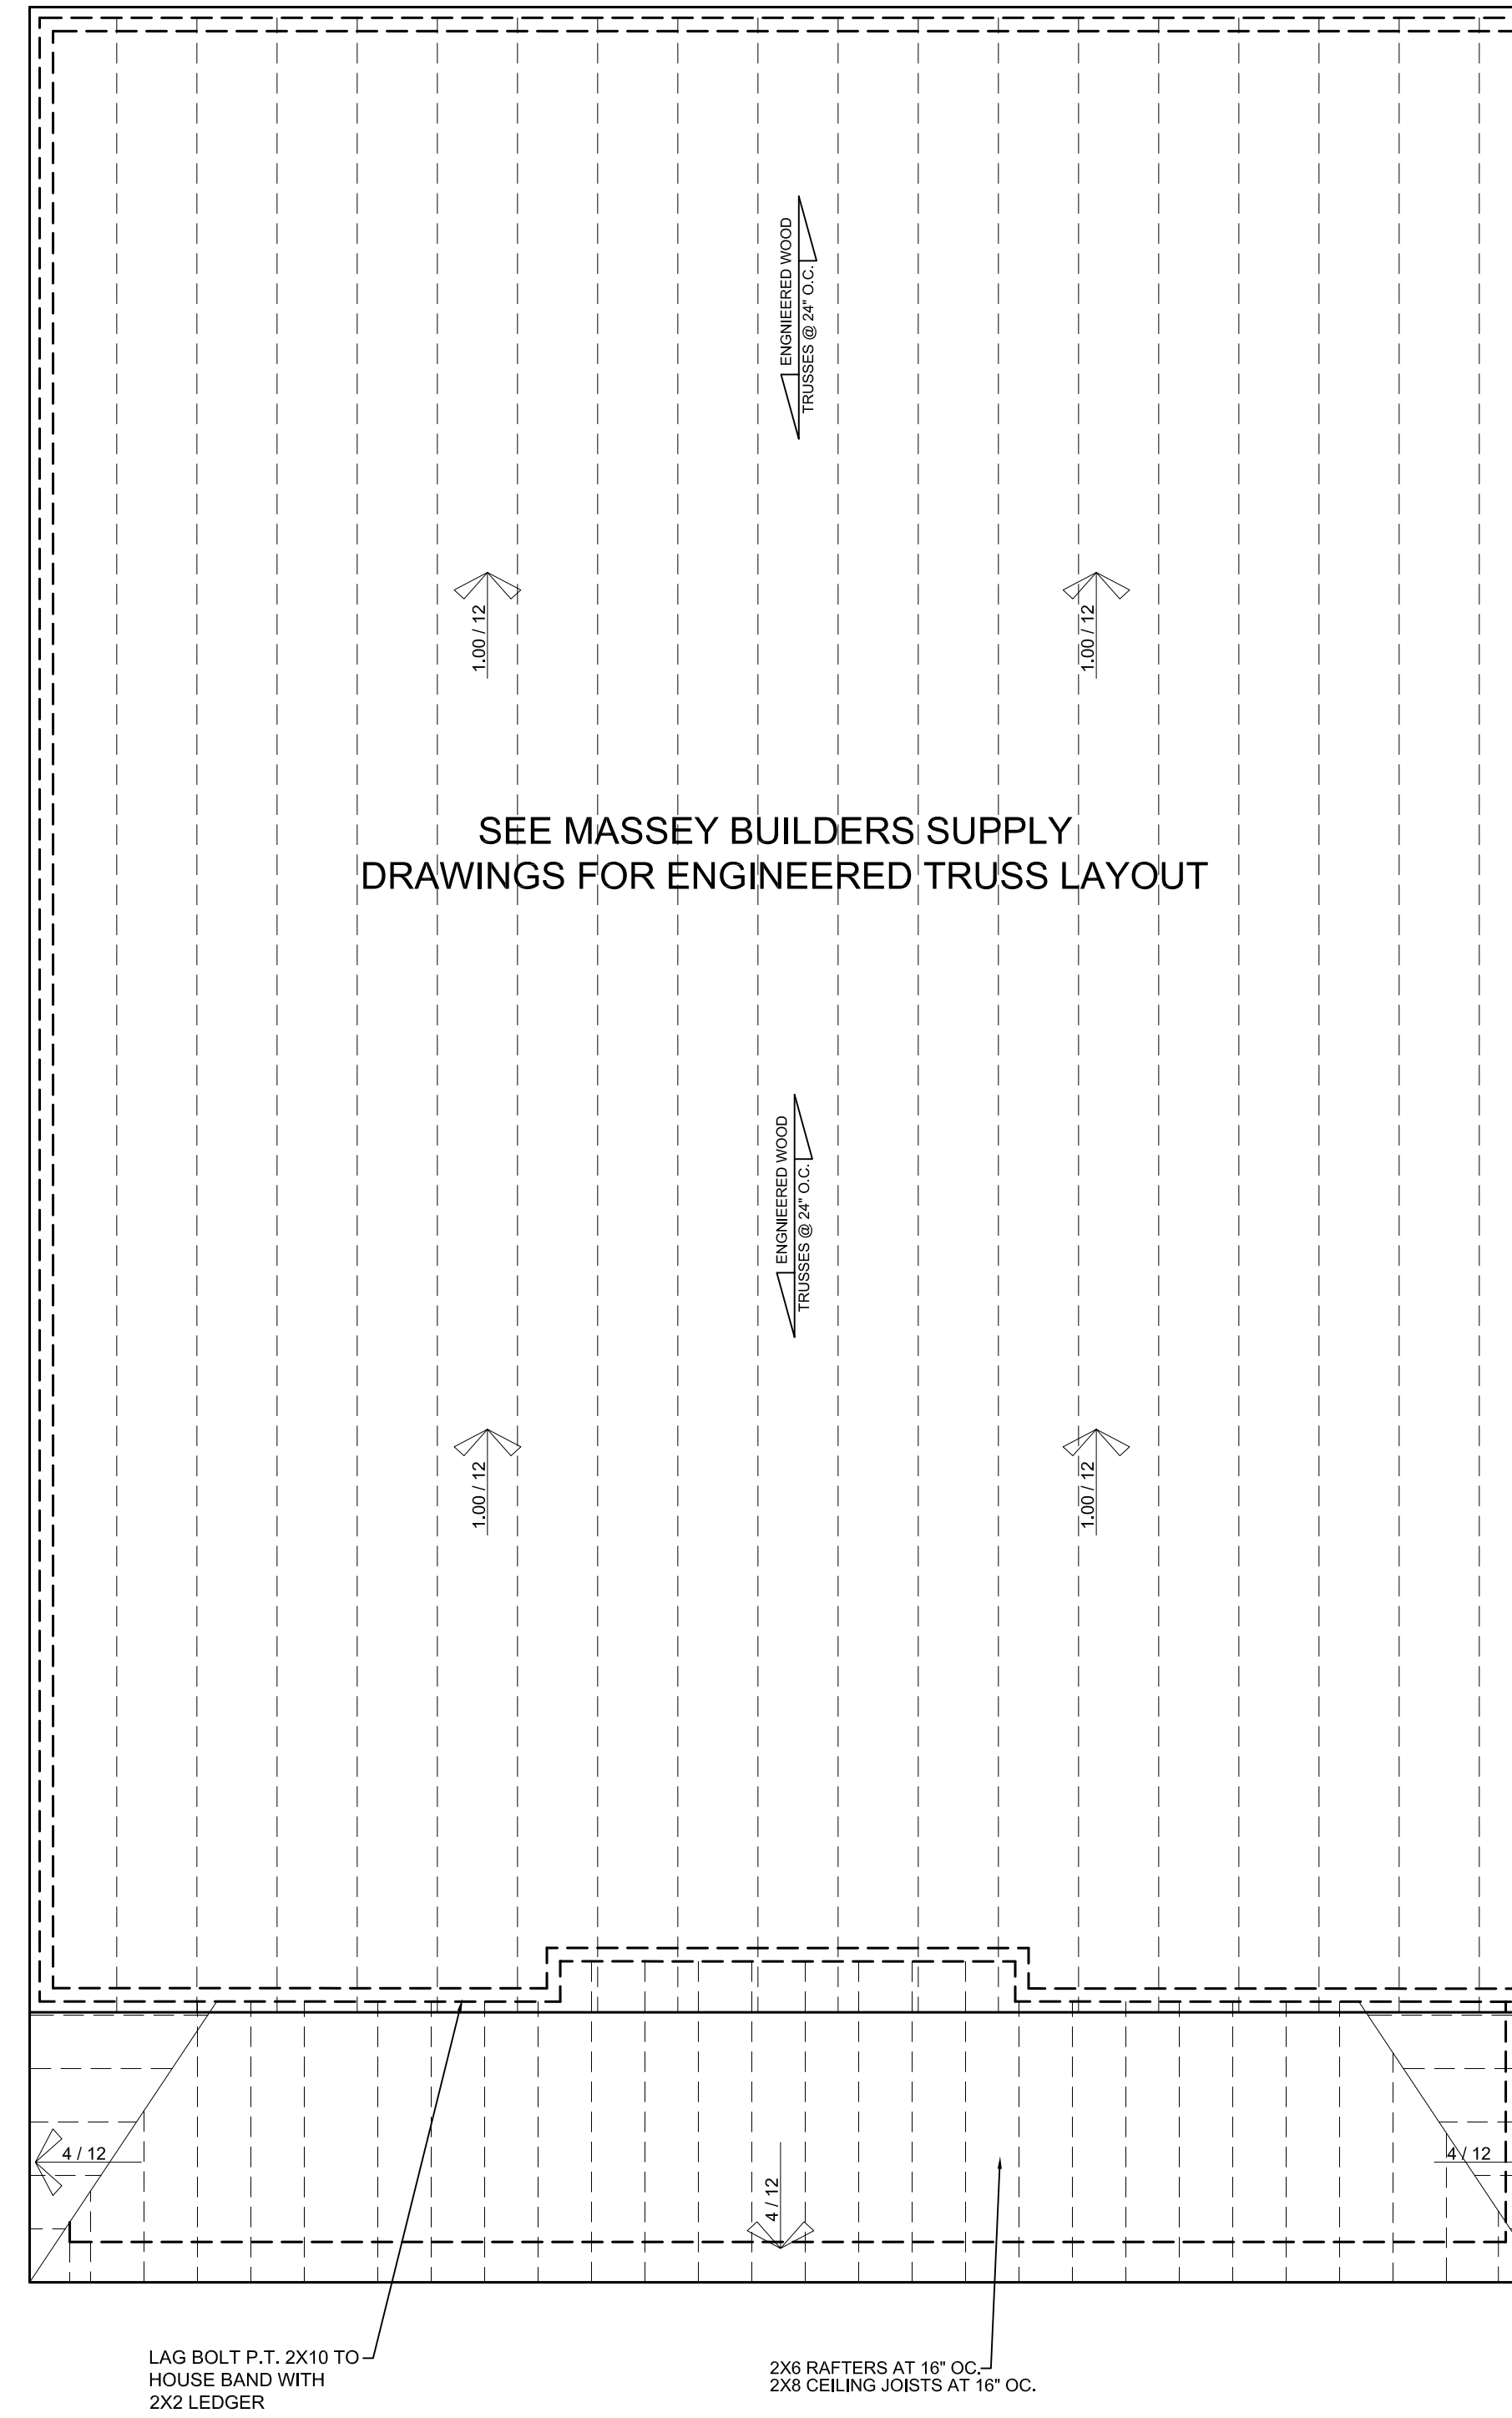 ENGNIEERED WOOD
TRUSSES @ 24" O.C.
1.00 / 12
1.00 / 12
SEE MASSEY BUILDERS SUPPLY
DRAWINGS FOR ENGINEERED TRUSS LAYOUT
ENGNIEERED WOOD
TRUSSES @ 24" O.C.
1.00 / 12
1.00 / 12
4 / 12
4 / 12
4 / 12
LAG BOLT P.T. 2X10 TO
HOUSE BAND WITH
2X2 LEDGER
2X6 RAFTERS AT 16" OC.
2X8 CEILING JOISTS AT 16" OC.